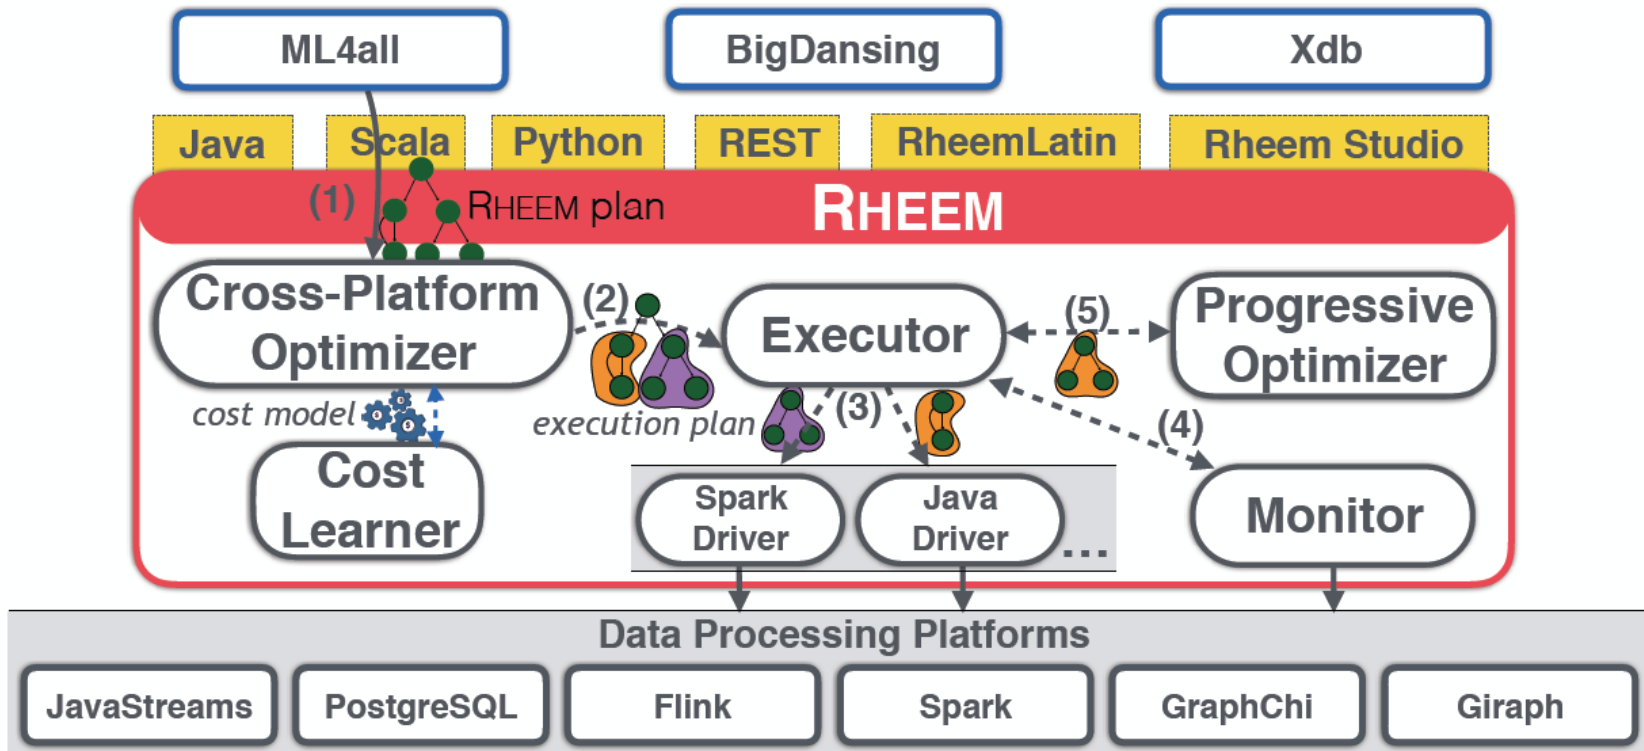 ML4all
BigDansing
Xdb
Java
Scala
Python
REST
RheemLatin
Rheem Studio
(1)
RHEEM plan
RHEEM
Cross-Platform
Optimizer
(2)
Executor
(5)
Progressive
Optimizer
cost model
execution plan
(3)
(4)
Cost
Learner
Spark
Driver
Java
Driver
...
Monitor
Data Processing Platforms
JavaStreams
PostgreSQL
Flink
Spark
GraphChi
Giraph